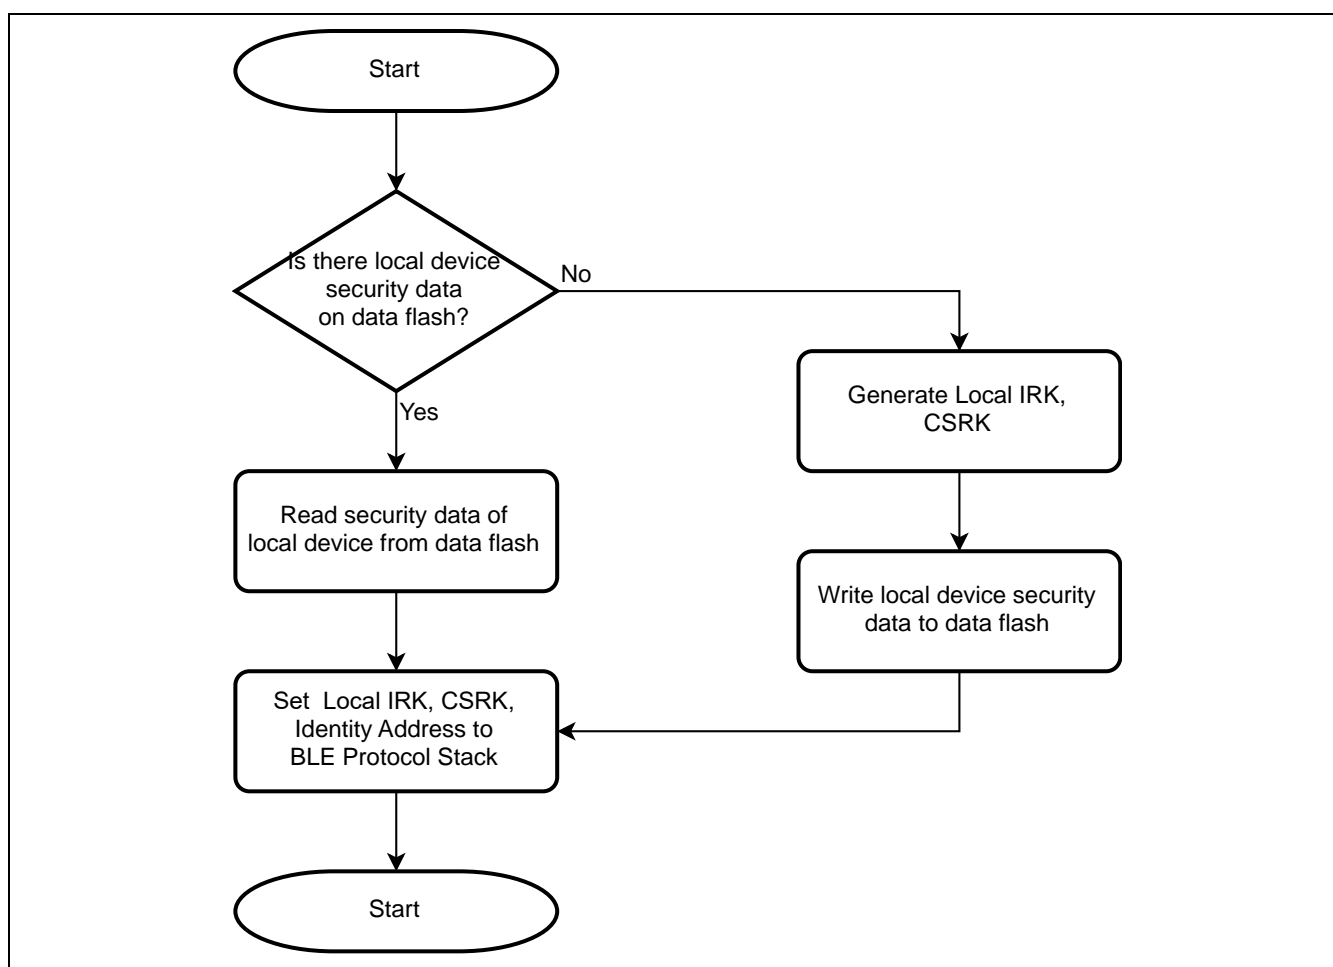 Start
Is there local device
security data
on data flash?
No
Yes
Generate Local IRK,
CSRK
Read security data of
local device from data flash
Write local device security
data to data flash
Set  Local IRK, CSRK,
Identity Address to
BLE Protocol Stack
Start